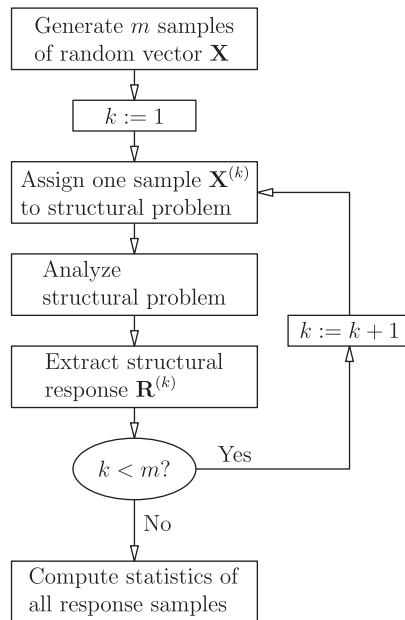 Generate m samples
of random vector X
k := 1
Assign one sample X^(k)
to structural problem
Analyze
structural problem
k := k + 1
Extract structural
response R^(k)
k < m?
Yes
No
Compute statistics of
all response samples